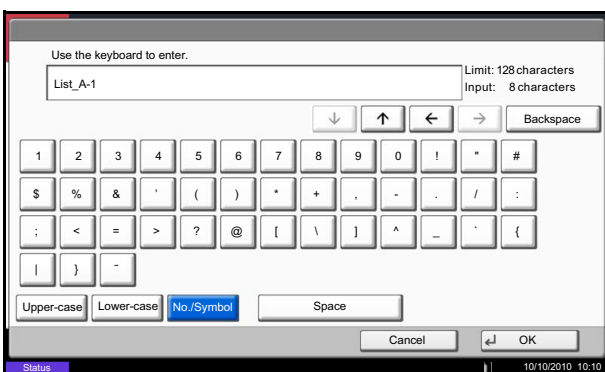 Use the keyboard to enter.
List_A-1
Limit: 128 characters
Input: 8 characters
Backspace
1 2 3 4 5 6 7 8 9 0 ! " #
$ % & ' ( ) * + , - . / :
; < = > ? @ [ \ ] ^ _ ` {
| } ~
Upper-case Lower-case No./Symbol Space
Cancel OK
Status 10/10/2010 10:10